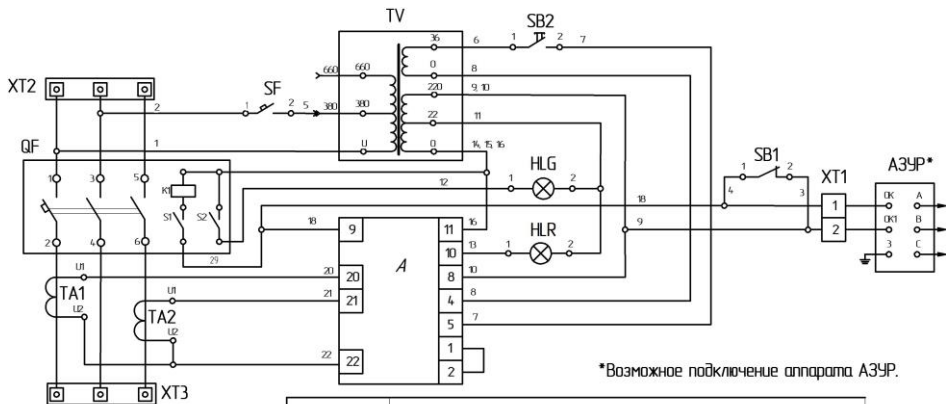 TV
SB2
36 6 1 2 7
XT2
660 660 0 8
SF
220 9, 10
2 1 2 5 380 380
22 11
QF
1 U 0 14, 15, 16
SB1
HLG
1 2
АЗУР*
1 3 5
K1
12 1 2
XT1
4 3
18 1 ОК А
S1 S2
HLR
9 2 ОК1 В
18 9 11 16
З С
2 4 6
A
10 13 1 2
29
U1 20 20 8 10
TA1
U1 21 21 4 8
U2 TA2
5 7
U2
22 22 1
2
*Возможное подключение аппарата АЗУР.
XT3